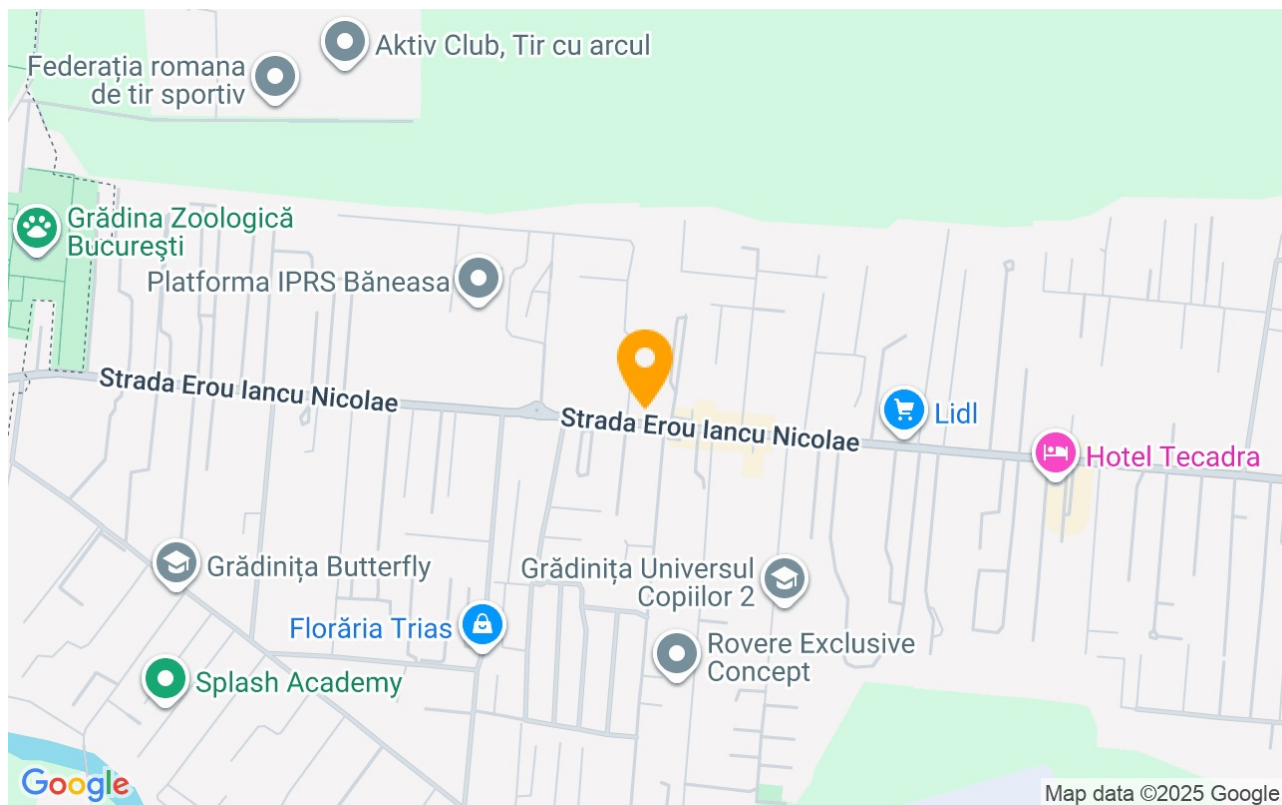 Aktiv Club, Tir cu arcul
Federația romana
de tir sportiv
Grădina Zoologică
București
Platforma IPRS Băneasa
Strada Erou Iancu Nicolae
Strada Erou Iancu Nicolae
Lidl
Hotel Tecadra
Grădinița Butterfly
Grădinița Universul
Copiilor 2
Florăria Trias
Rovere Exclusive
Concept
Splash Academy
Google
Map data ©2025 Google